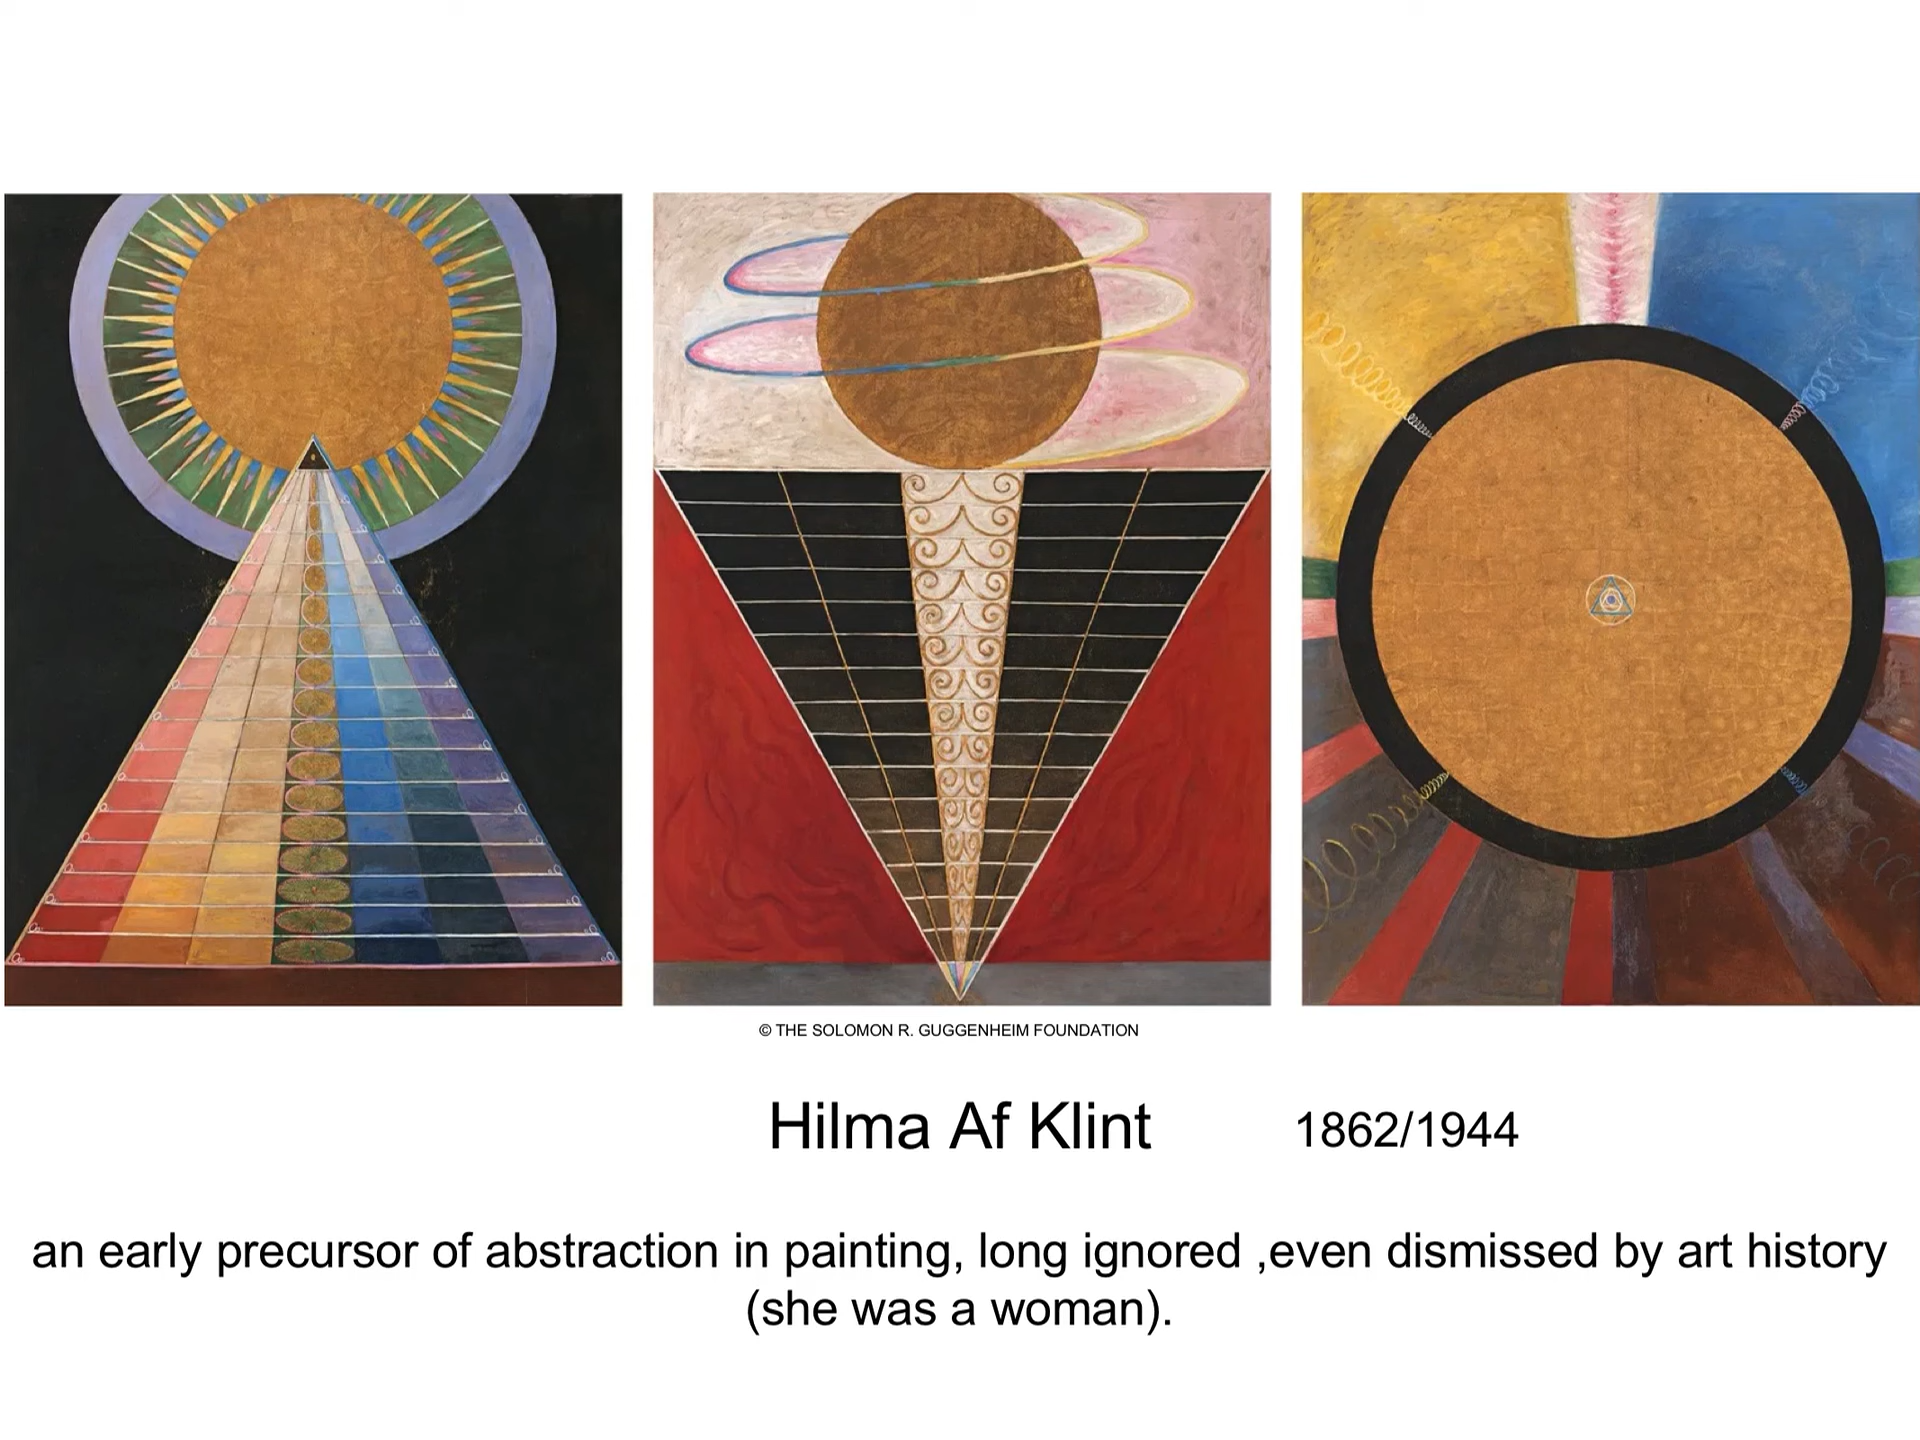 © THE SOLOMON R. GUGGENHEIM FOUNDATION
Hilma Af Klint 1862/1944
an early precursor of abstraction in painting, long ignored ,even dismissed by art history
(she was a woman).